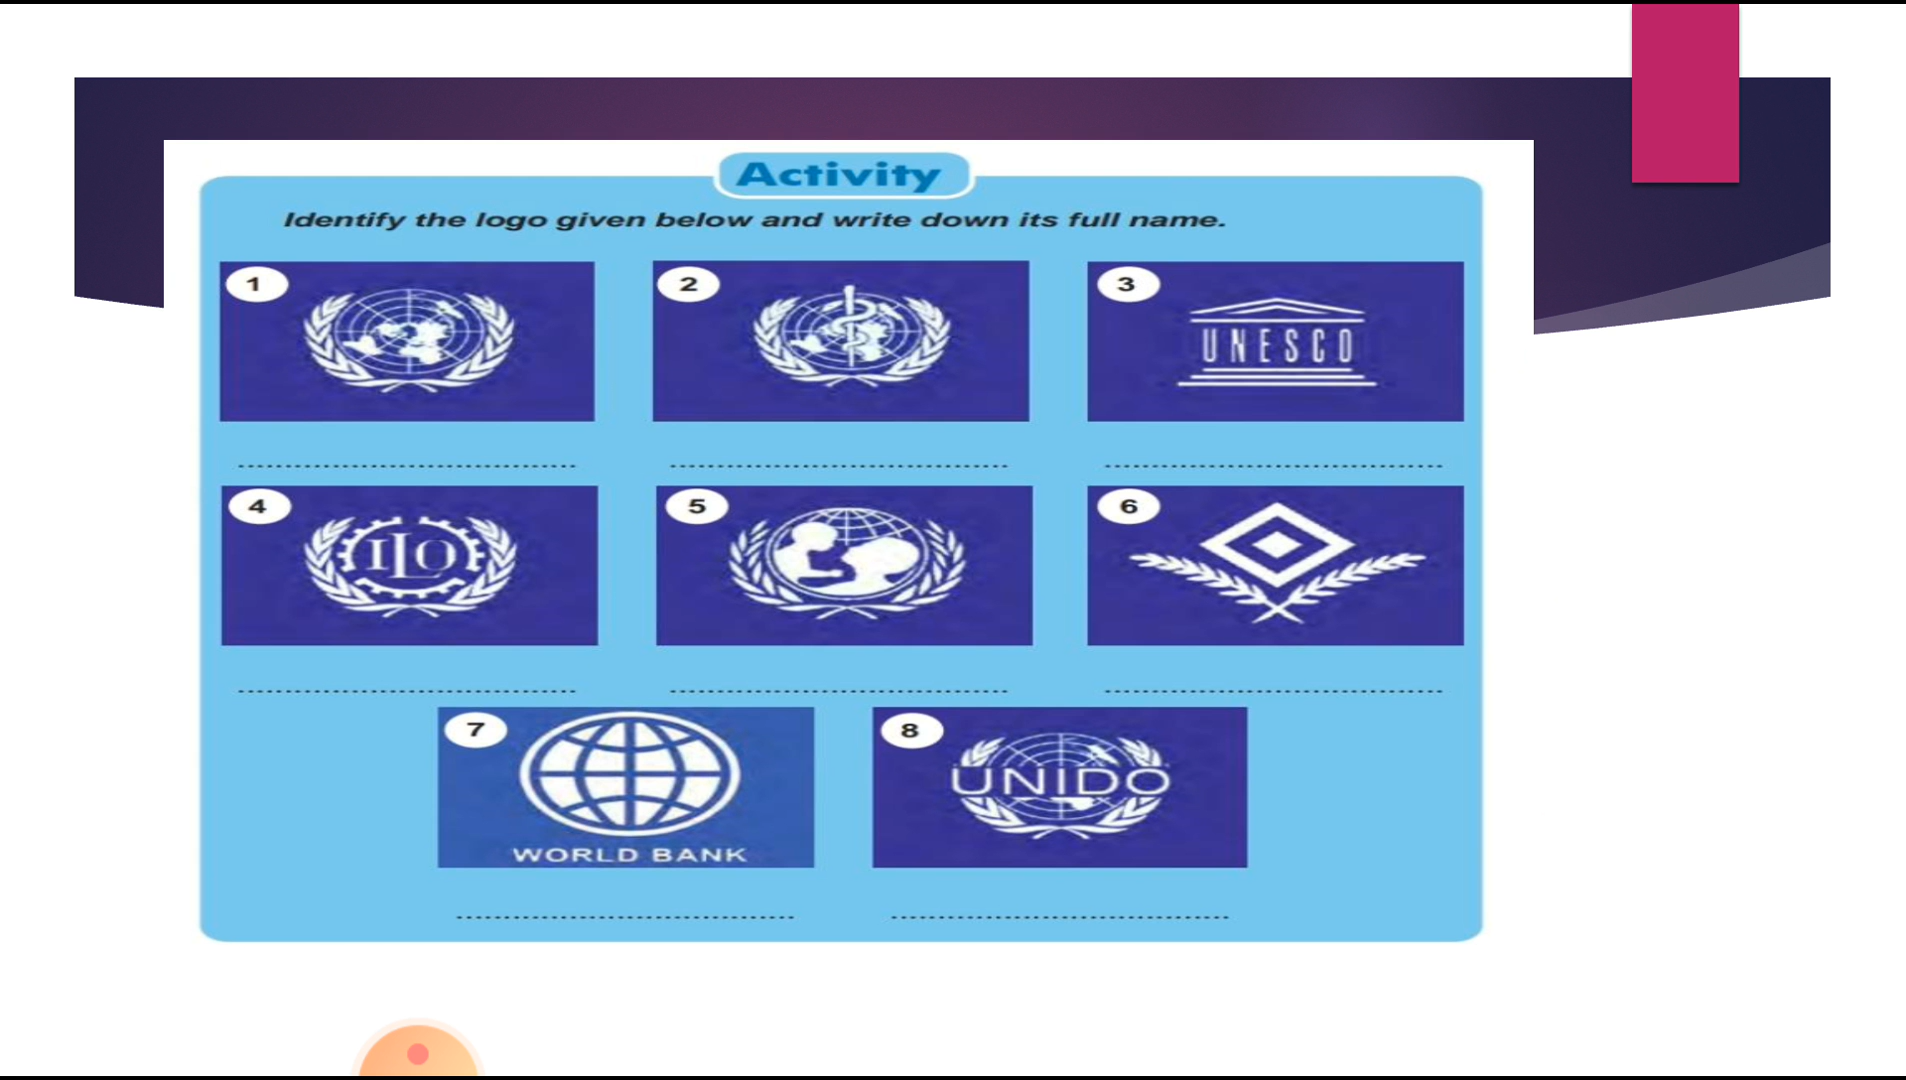 Activity
Identify the logo given below and write down its full name.
1
2
3
UNESCO
4
ILO
5
6
7
WORLD BANK
8
UNIDO